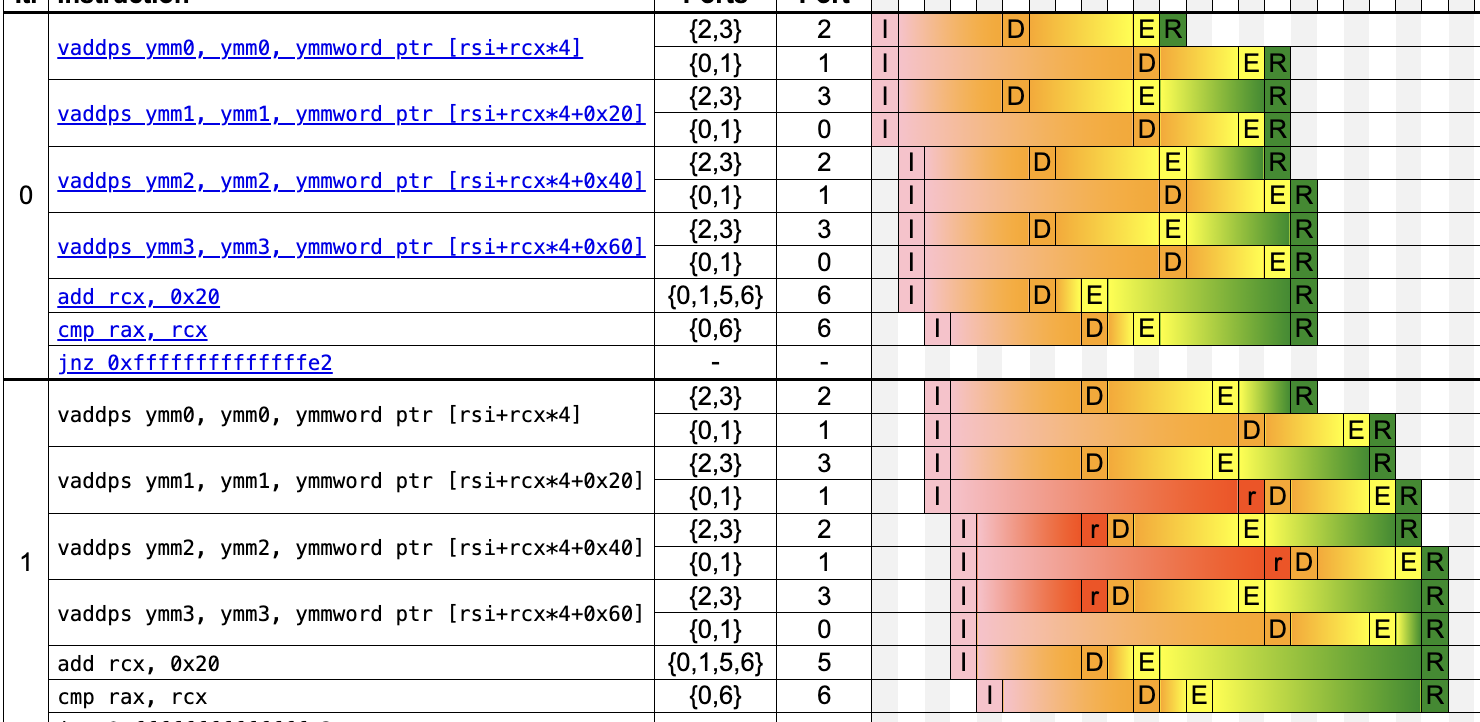 vaddps ymm0, ymm0, ymmword ptr [rsi+rcx*4] {2,3} 2 I D E R
{0,1} 1 I D E R
vaddps ymm1, ymm1, ymmword ptr [rsi+rcx*4+0x20] {2,3} 3 I D E R
{0,1} 0 I D E R
vaddps ymm2, ymm2, ymmword ptr [rsi+rcx*4+0x40] {2,3} 2 I D E R
0 {0,1} 1 I D E R
vaddps ymm3, ymm3, ymmword ptr [rsi+rcx*4+0x60] {2,3} 3 I D E R
{0,1} 0 I D E R
add rcx, 0x20 {0,1,5,6} 6 I D E R
cmp rax, rcx {0,6} 6 I D E R
jnz 0xffffffffffffffe2 - -
vaddps ymm0, ymm0, ymmword ptr [rsi+rcx*4] {2,3} 2 I D E R
{0,1} 1 I D E R
vaddps ymm1, ymm1, ymmword ptr [rsi+rcx*4+0x20] {2,3} 3 I D E R
{0,1} 1 I r D E R
vaddps ymm2, ymm2, ymmword ptr [rsi+rcx*4+0x40] {2,3} 2 I r D E R
1 {0,1} 1 I r D E R
vaddps ymm3, ymm3, ymmword ptr [rsi+rcx*4+0x60] {2,3} 3 I r D E R
{0,1} 0 I D E R
add rcx, 0x20 {0,1,5,6} 5 I D E R
cmp rax, rcx {0,6} 6 I D E R